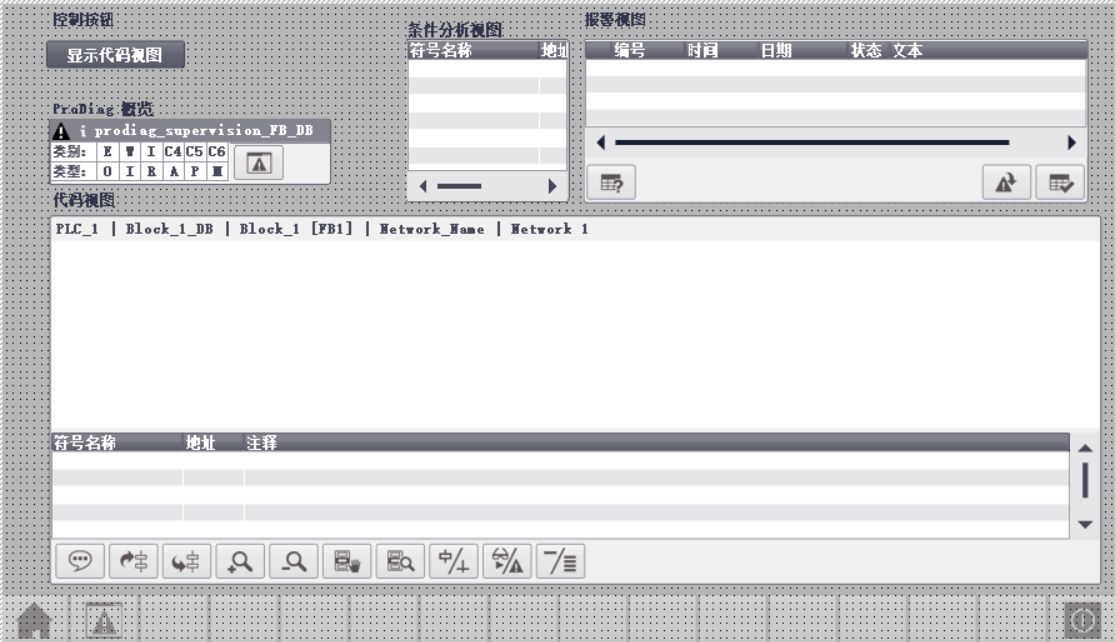 控制按钮
显示代码视图
ProDiag 概览
i prodiag_supervision_FB_DB
类别: E W I C4 C5 C6
类型: O I R A P M
条件分析视图
符号名称 地址
报警视图
编号 时间 日期 状态 文本
代码视图
PLC_1 | Block_1_DB | Block_1 [FB1] | Network_Name | Network 1
符号名称 地址 注释